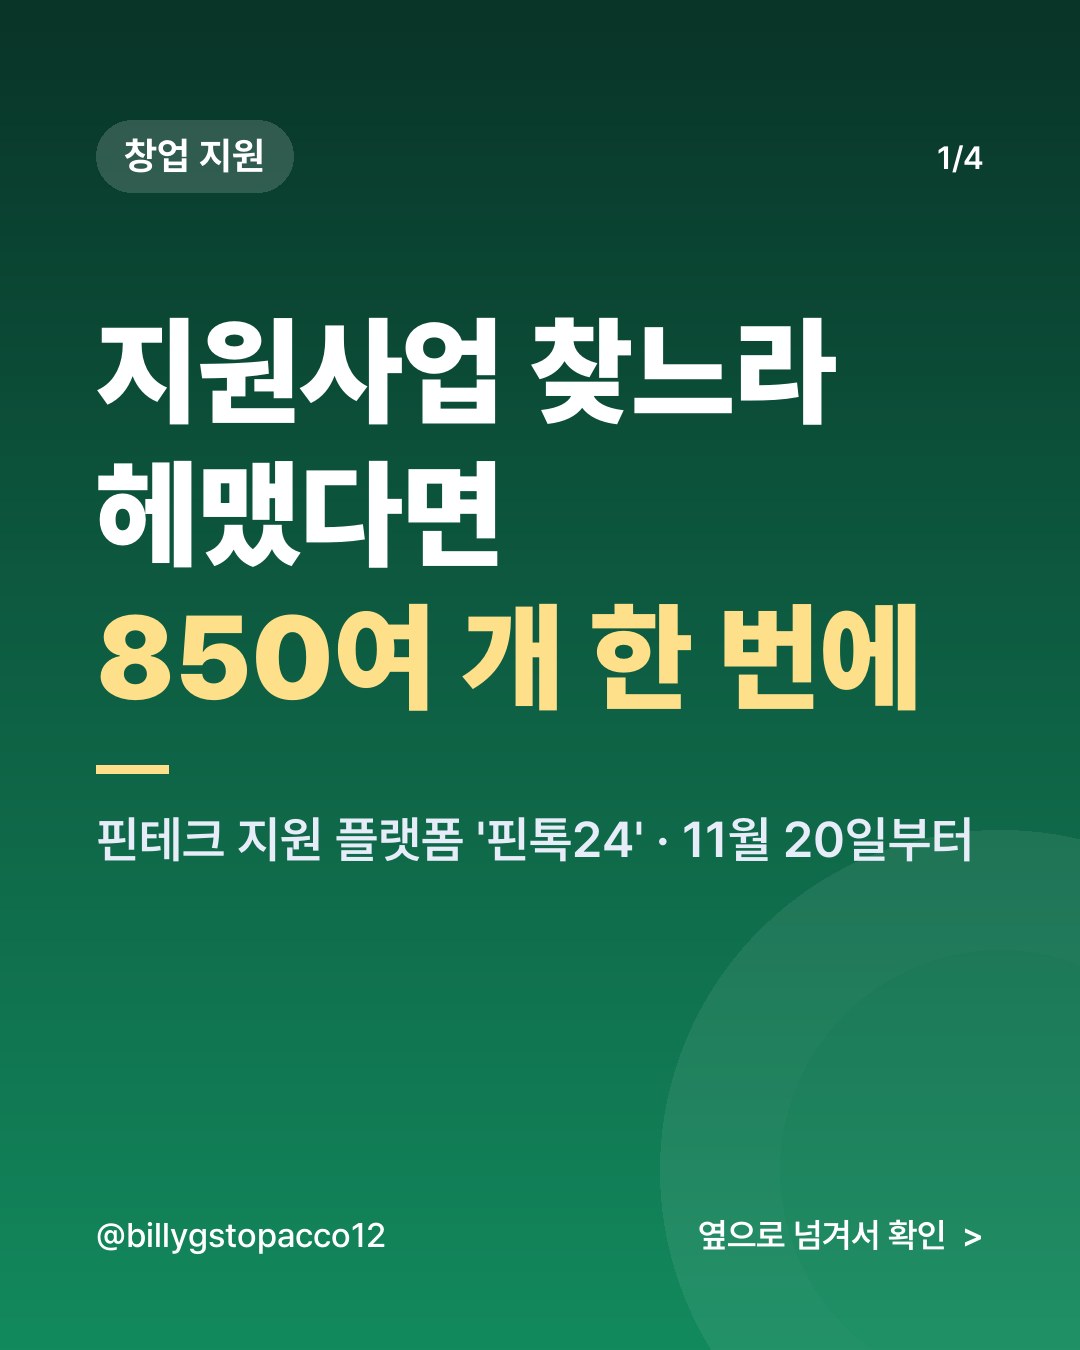 창업 지원
1/4
지원사업 찾느라
헤맸다면
850여 개 한 번에
핀테크 지원 플랫폼 '핀톡24' · 11월 20일부터
@billygstopacco12
옆으로 넘겨서 확인 >